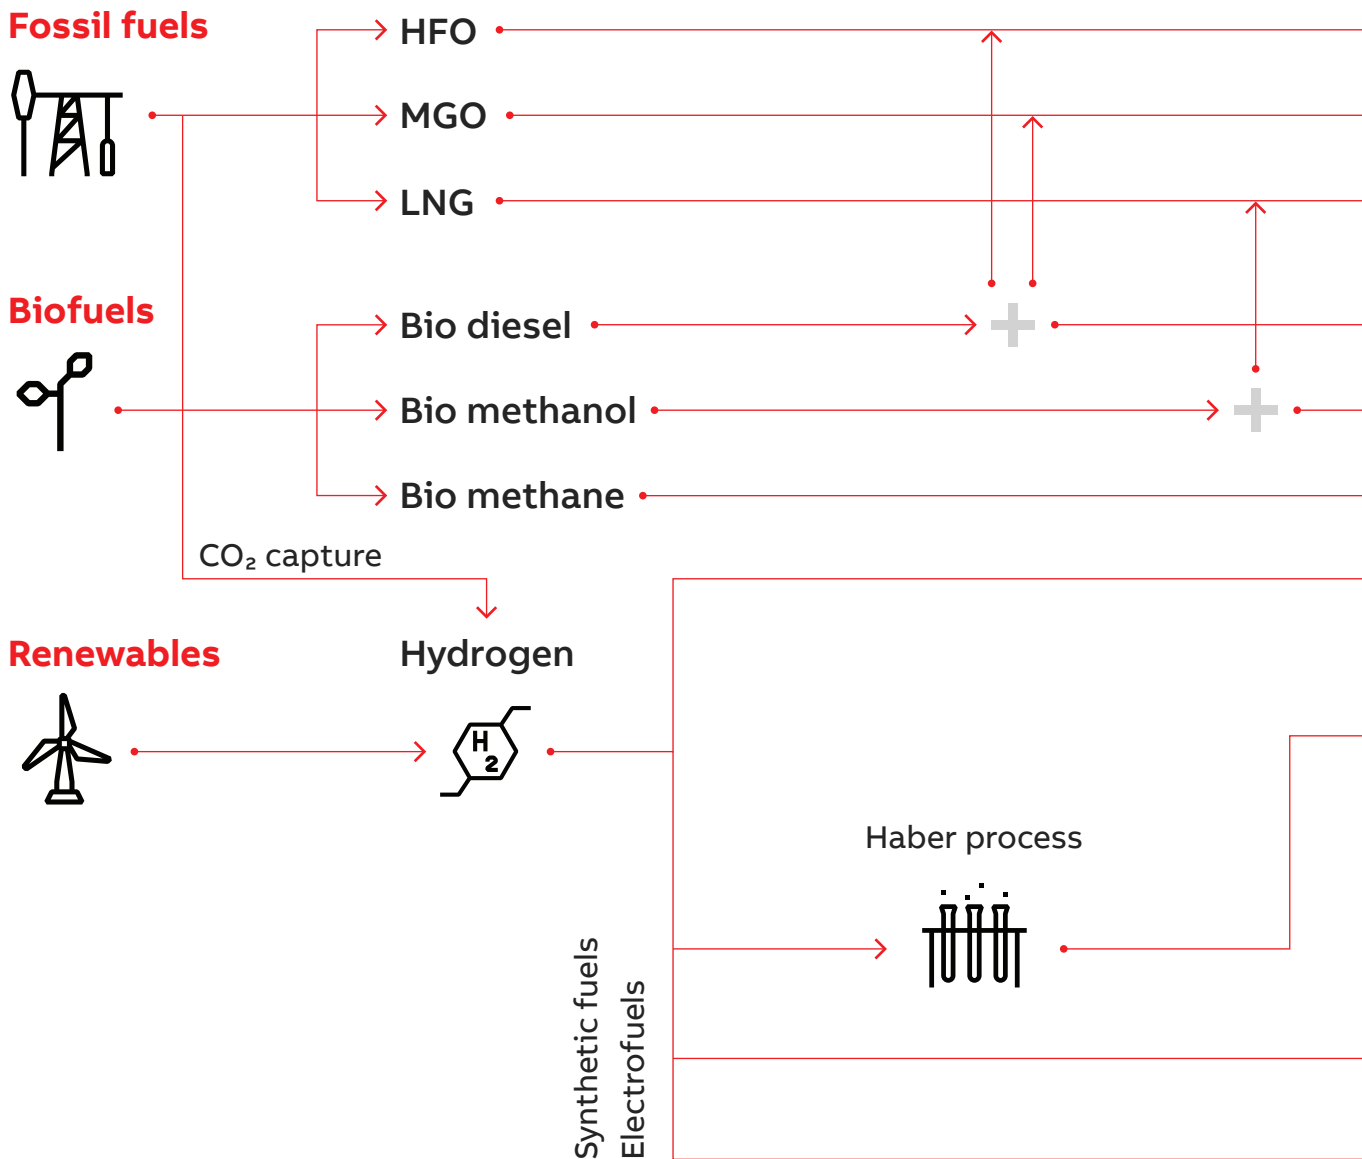 Fossil fuels
HFO
MGO
LNG
Biofuels
Bio diesel
Bio methanol
Bio methane
CO₂ capture
Renewables
Hydrogen
H
2
Haber process
Synthetic fuels
Electrofuels